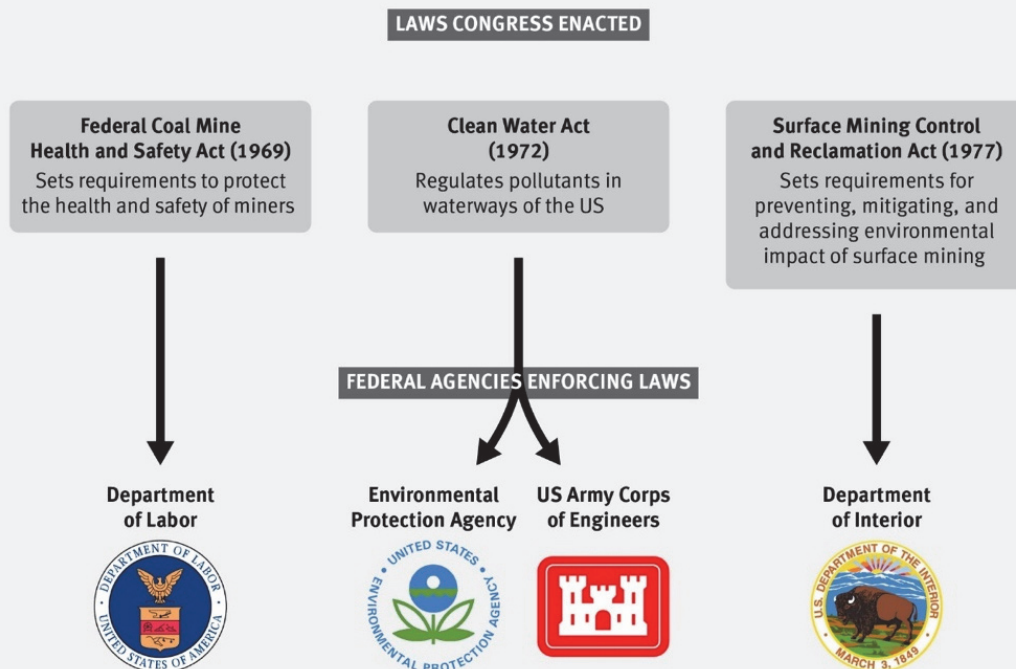 LAWS CONGRESS ENACTED
Federal Coal Mine
Health and Safety Act (1969)
Sets requirements to protect
the health and safety of miners
Clean Water Act
(1972)
Regulates pollutants in
waterways of the US
Surface Mining Control
and Reclamation Act (1977)
Sets requirements for
preventing, mitigating, and
addressing environmental
impact of surface mining
FEDERAL AGENCIES ENFORCING LAWS
Department
of Labor
DEPARTMENT OF LABOR
UNITED STATES OF AMERICA
Environmental
Protection Agency
UNITED STATES
ENVIRONMENTAL PROTECTION AGENCY
US Army Corps
of Engineers
Department
of Interior
U.S. DEPARTMENT OF THE INTERIOR
MARCH 3, 1849